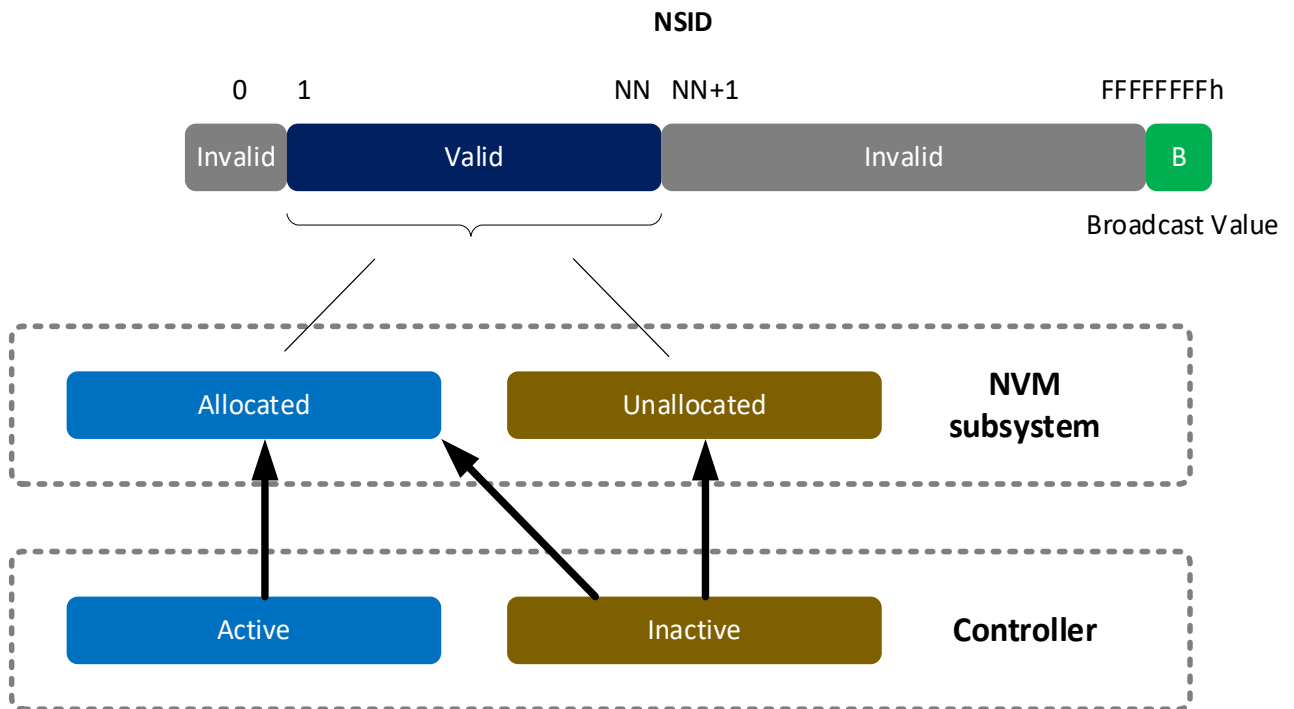 NSID
0 1 NN NN+1 FFFFFFFFh
Invalid Valid Invalid B
Broadcast Value
Allocated Unallocated NVM
subsystem
Active Inactive Controller